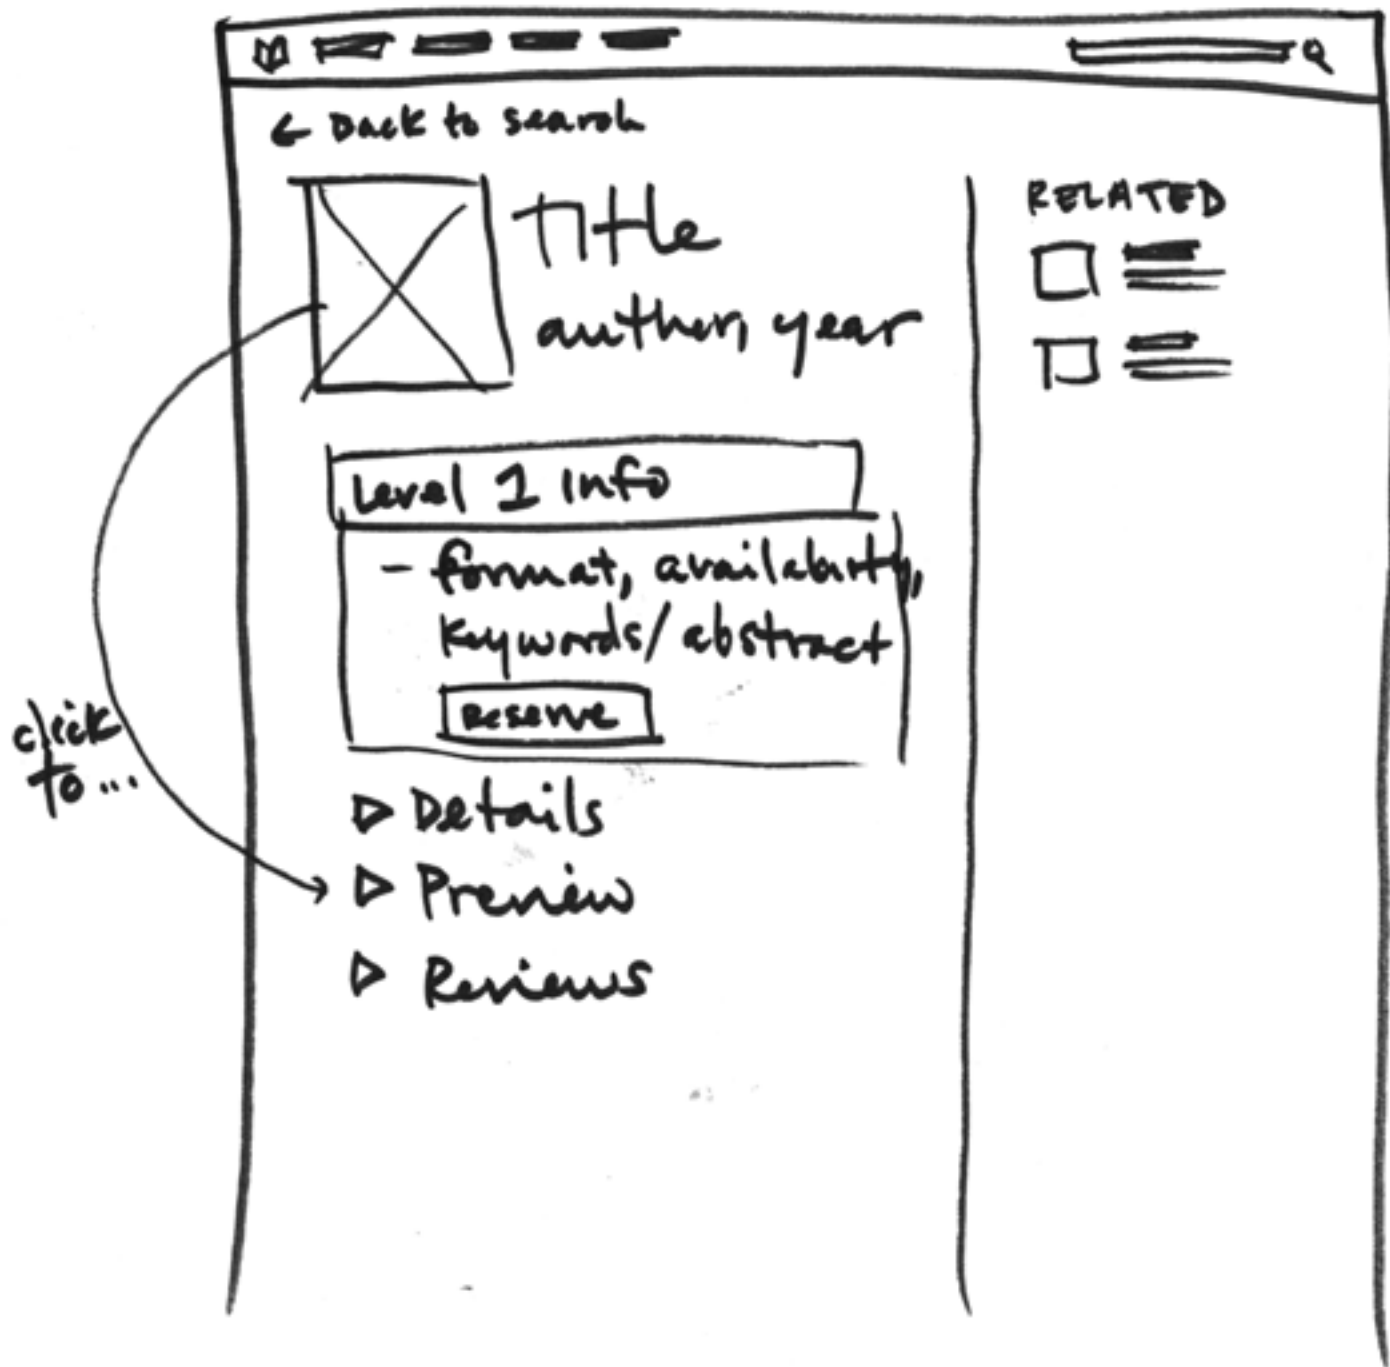 ← Back to search
Title
author, year
RELATED
Level 1 info
- format, availability,
keywords/abstract
Reserve
click
to...
▷ Details
▷ Preview
▷ Reviews